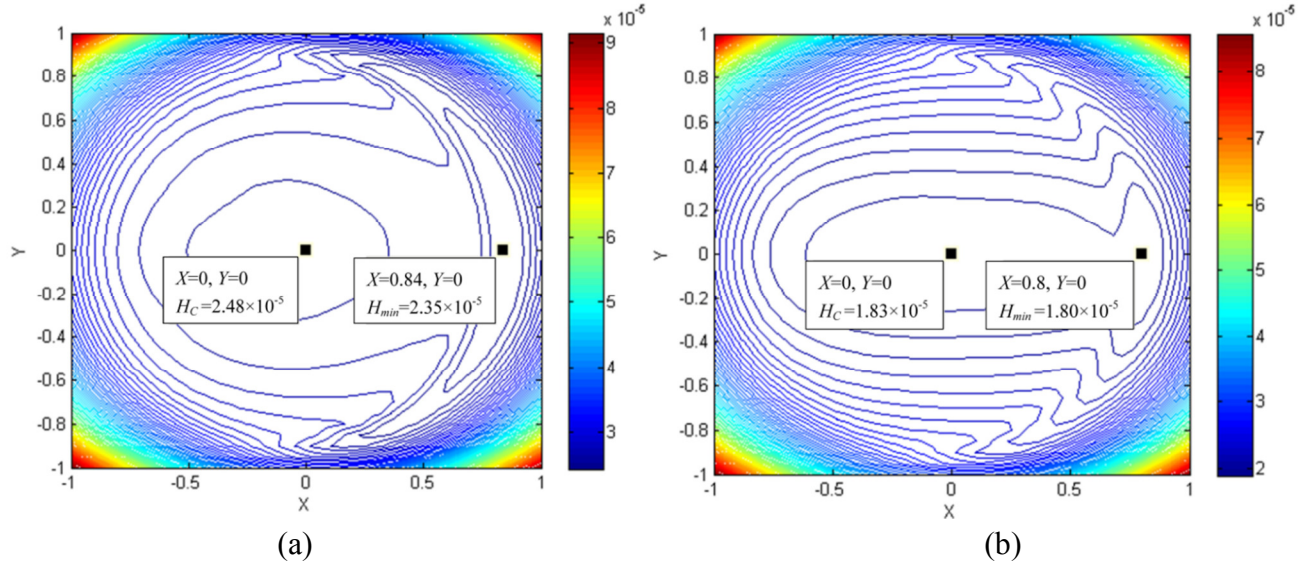 x 10⁻⁵
1
0.8
0.6
0.4
0.2
0
-0.2
-0.4
-0.6
-0.8
-1
Y
-1
-0.5
0
0.5
1
X
X=0, Y=0
H_C=2.48×10⁻⁵
X=0.84, Y=0
H_min=2.35×10⁻⁵
9
8
7
6
5
4
3
(a)
x 10⁻⁵
1
0.8
0.6
0.4
0.2
0
-0.2
-0.4
-0.6
-0.8
-1
Y
-1
-0.5
0
0.5
1
X
X=0, Y=0
H_C=1.83×10⁻⁵
X=0.8, Y=0
H_min=1.80×10⁻⁵
8
7
6
5
4
3
2
(b)